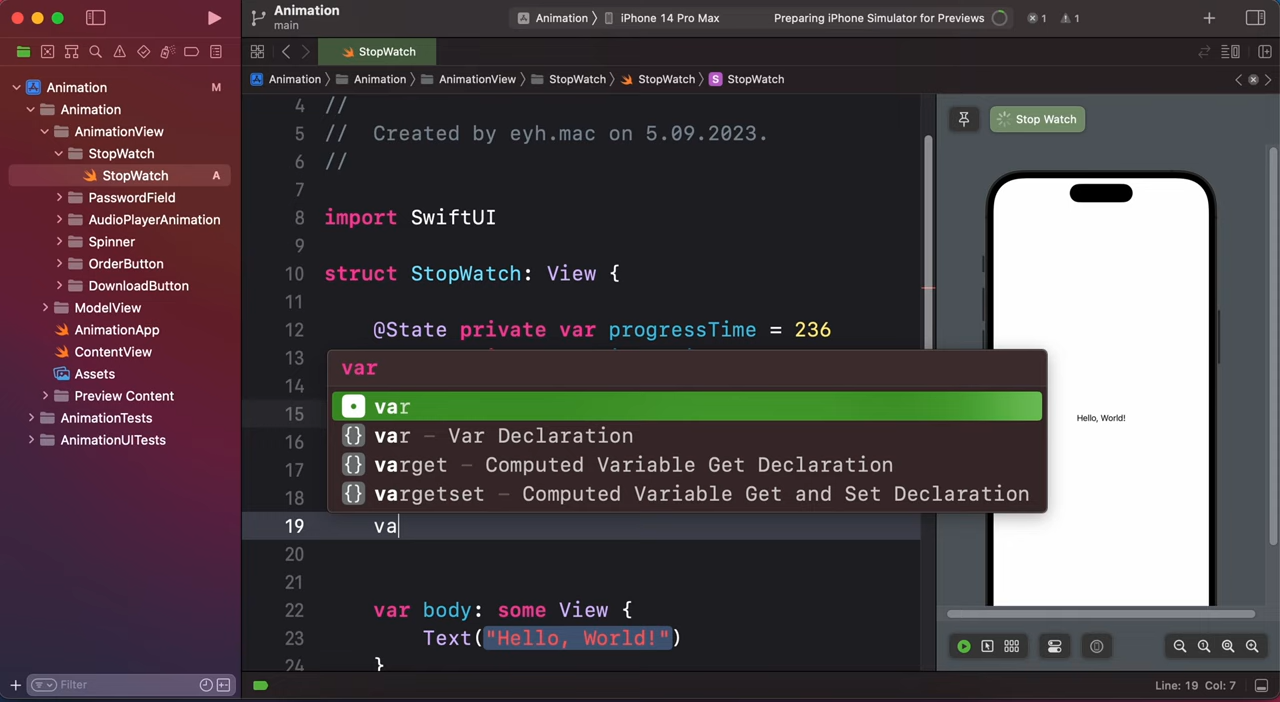 Animation
main
Animation
iPhone 14 Pro Max
Preparing iPhone Simulator for Previews
1
1
StopWatch
Animation
Animation
AnimationView
StopWatch
StopWatch
S
StopWatch
Animation
M
Animation
AnimationView
StopWatch
StopWatch
A
PasswordField
AudioPlayerAnimation
Spinner
OrderButton
DownloadButton
ModelView
AnimationApp
ContentView
Assets
Preview Content
AnimationTests
AnimationUITests
Filter
4 //
5 //  Created by eyh.mac on 5.09.2023.
6 //
7
8 import SwiftUI
9
10 struct StopWatch: View {
11
12 @State private var progressTime = 236
13
14
15
16
17
18
var
var
{} var – Var Declaration
{} varget – Computed Variable Get Declaration
{} vargetset – Computed Variable Get and Set Declaration
19 va
20
21
22 var body: some View {
23 Text("Hello, World!")
24 }
Stop Watch
Hello, World!
Line: 19 Col: 7